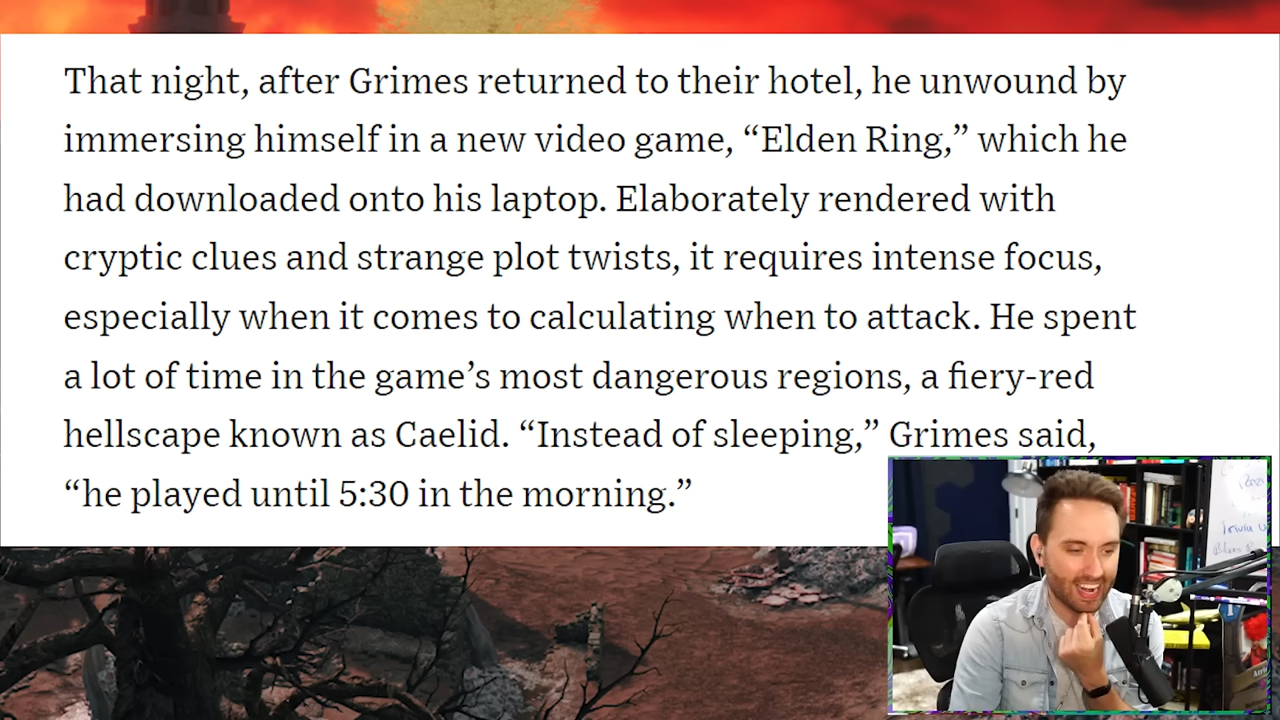 That night, after Grimes returned to their hotel, he unwound by
immersing himself in a new video game, “Elden Ring,” which he
had downloaded onto his laptop. Elaborately rendered with
cryptic clues and strange plot twists, it requires intense focus,
especially when it comes to calculating when to attack. He spent
a lot of time in the game’s most dangerous regions, a fiery-red
hellscape known as Caelid. “Instead of sleeping,” Grimes said,
“he played until 5:30 in the morning.”
Trivia